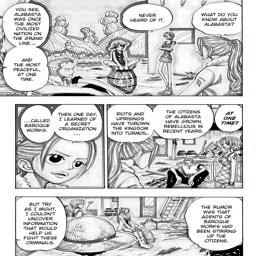 WHAT DO
YOU KNOW
ABOUT
ALABASTA?
NEVER
HEARD OF IT.
YOU SEE,
ALABASTA
WAS ONCE
THE MOST
CIVILIZED
NATION ON
THE GRAND
LINE...
AND
THE MOST
PEACEFUL,
AT ONE
TIME.
AT
ONE
TIME?
THE CITIZENS
OF ALABASTA
HAVE GROWN
REBELLIOUS
IN RECENT
YEARS.
RIOTS AND
UPRISINGS
HAVE THROWN
THE KINGDOM
INTO TURMOIL.
THEN ONE
DAY, I
LEARNED OF
A SECRET
ORGANIZATION
...
...CALLED
BAROQUE
WORKS.
THE RUMOR
WAS THAT
AGENTS OF
BAROQUE
WORKS HAD
BEEN STIRRING
UP THE
CITIZENS.
BUT TRY
AS I
MIGHT, I
COULDN'T
UNCOVER
INFORMATION
THAT WOULD
HELP US
FIGHT THESE
CRIMINALS.